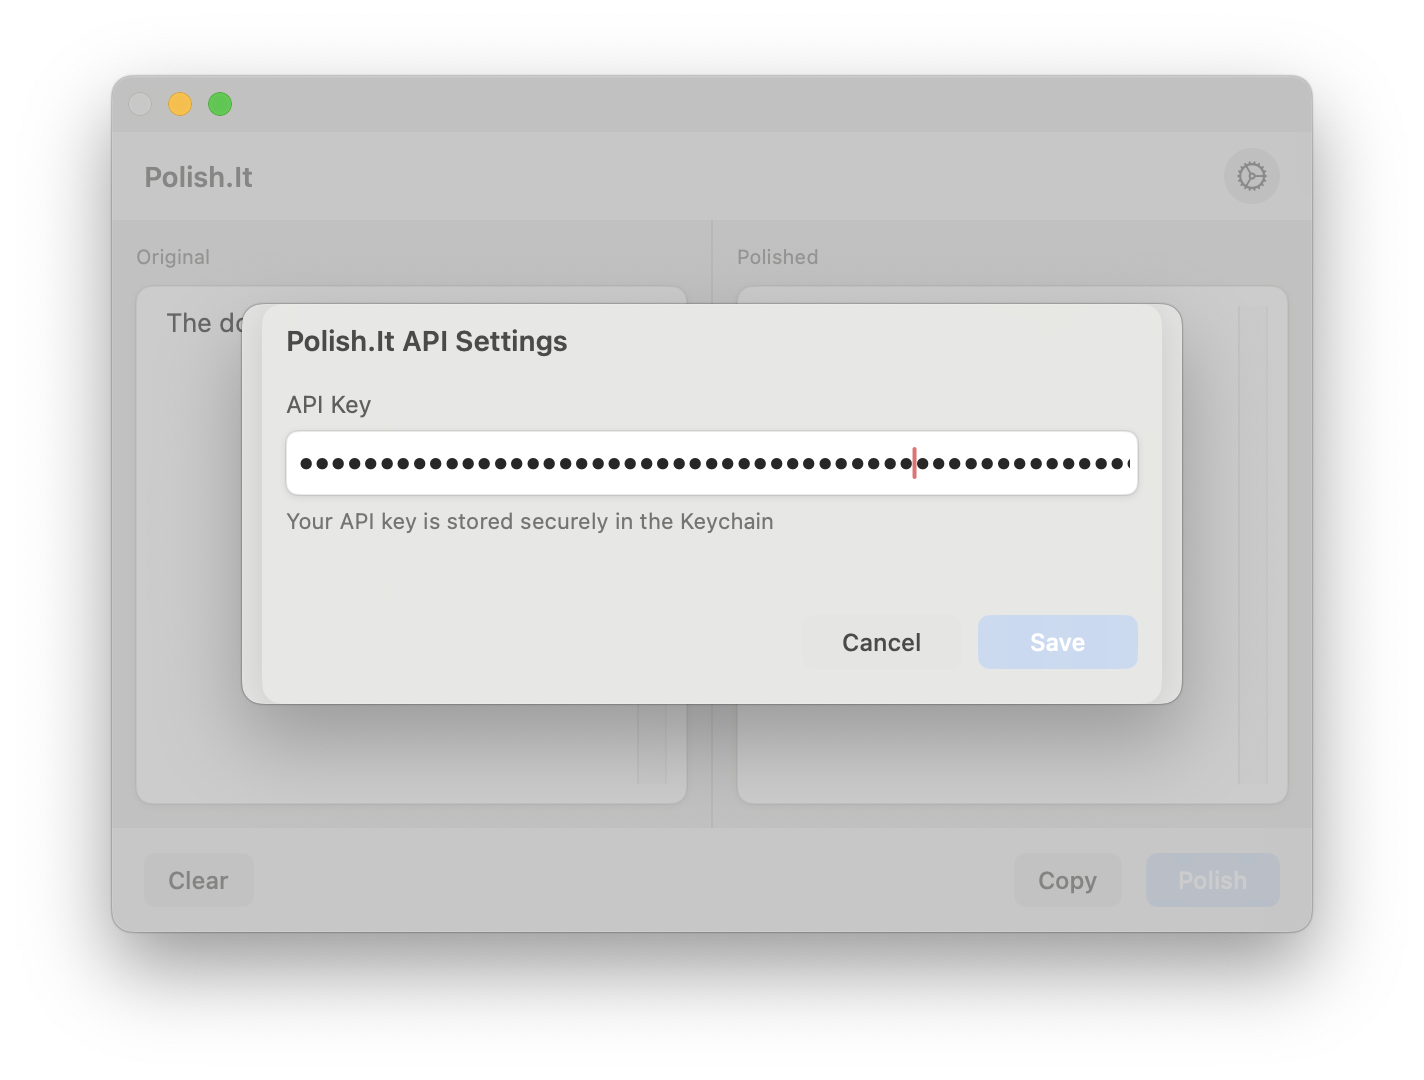 Polish.It
Original
Polished
The
Polish.It API Settings
API Key
Your API key is stored securely in the Keychain
Cancel
Save
Clear
Copy
Polish